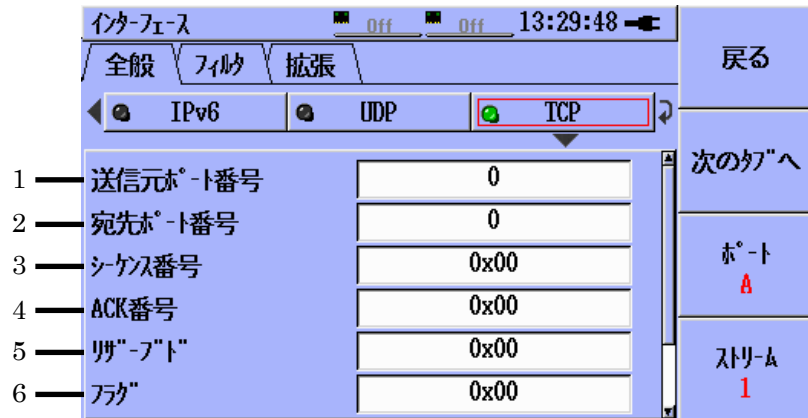 ｲﾝﾀｰﾌｪｰｽ Off Off 13:29:48
全般 ﾌｨﾙﾀ 拡張
戻る
IPv6 UDP TCP
次のﾀﾌﾞへ
1 送信元ﾎﾟｰﾄ番号 0
2 宛先ﾎﾟｰﾄ番号 0
3 ｼｰｹﾝｽ番号 0x00
4 ACK番号 0x00
5 ﾘｻﾞｰﾌﾞﾄﾞ 0x00
6 ﾌﾗｸﾞ 0x00
ﾎﾟｰﾄ
A
ｽﾄﾘｰﾑ
1